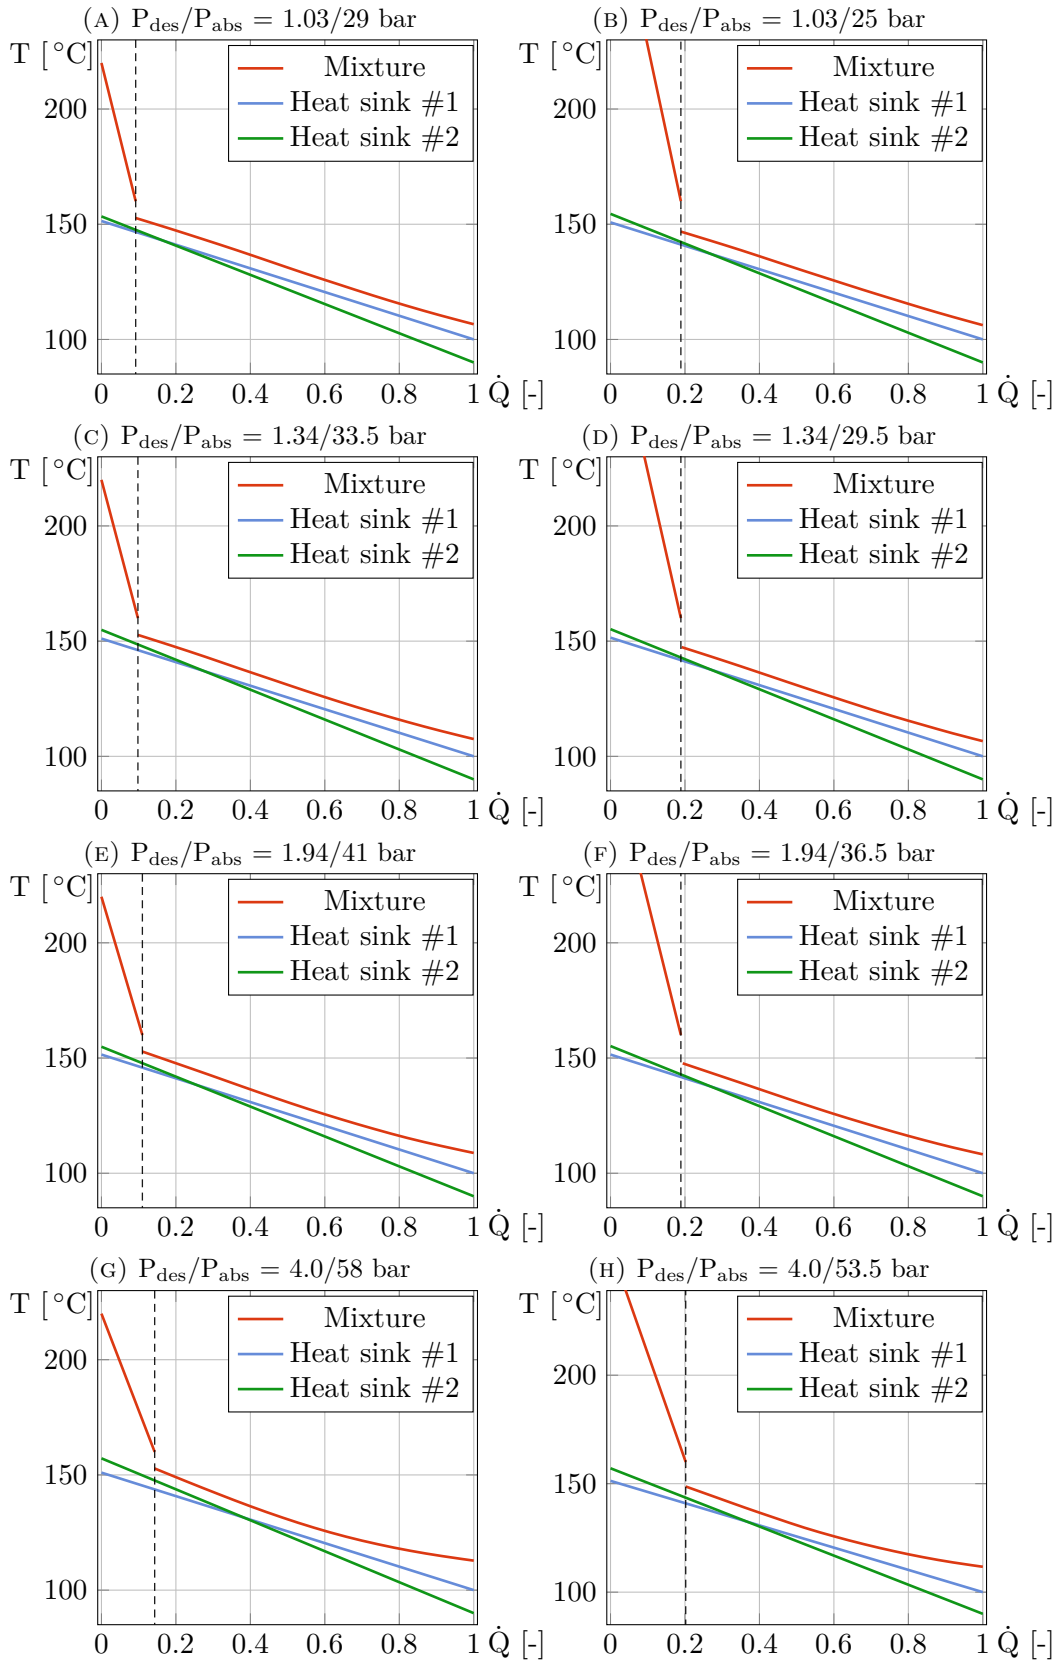 (A) P_des/P_abs = 1.03/29 bar
T [°C]
200
150
100
Mixture
Heat sink #1
Heat sink #2
0 0.2 0.4 0.6 0.8 1 Q̇ [-]
(B) P_des/P_abs = 1.03/25 bar
T [°C]
200
150
100
Mixture
Heat sink #1
Heat sink #2
0 0.2 0.4 0.6 0.8 1 Q̇ [-]
(C) P_des/P_abs = 1.34/33.5 bar
T [°C]
200
150
100
Mixture
Heat sink #1
Heat sink #2
0 0.2 0.4 0.6 0.8 1 Q̇ [-]
(D) P_des/P_abs = 1.34/29.5 bar
T [°C]
200
150
100
Mixture
Heat sink #1
Heat sink #2
0 0.2 0.4 0.6 0.8 1 Q̇ [-]
(E) P_des/P_abs = 1.94/41 bar
T [°C]
200
150
100
Mixture
Heat sink #1
Heat sink #2
0 0.2 0.4 0.6 0.8 1 Q̇ [-]
(F) P_des/P_abs = 1.94/36.5 bar
T [°C]
200
150
100
Mixture
Heat sink #1
Heat sink #2
0 0.2 0.4 0.6 0.8 1 Q̇ [-]
(G) P_des/P_abs = 4.0/58 bar
T [°C]
200
150
100
Mixture
Heat sink #1
Heat sink #2
0 0.2 0.4 0.6 0.8 1 Q̇ [-]
(H) P_des/P_abs = 4.0/53.5 bar
T [°C]
200
150
100
Mixture
Heat sink #1
Heat sink #2
0 0.2 0.4 0.6 0.8 1 Q̇ [-]